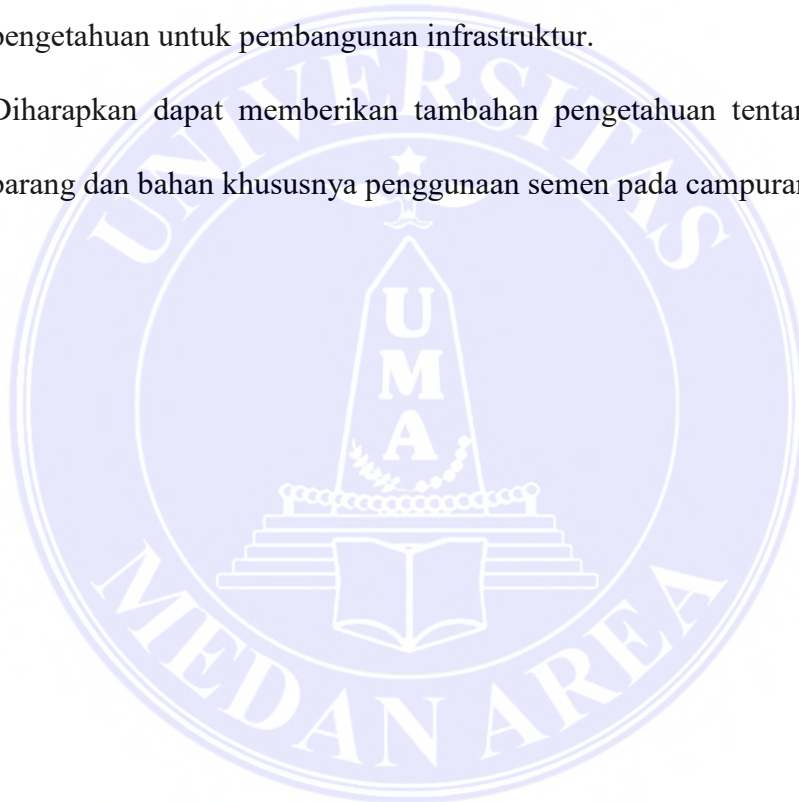 pengetahuan untuk pembangunan infrastruktur.
Diharapkan dapat memberikan tambahan pengetahuan tentan
barang dan bahan khususnya penggunaan semen pada campuran
UNIVERSITAS
UMA
MEDAN AREA